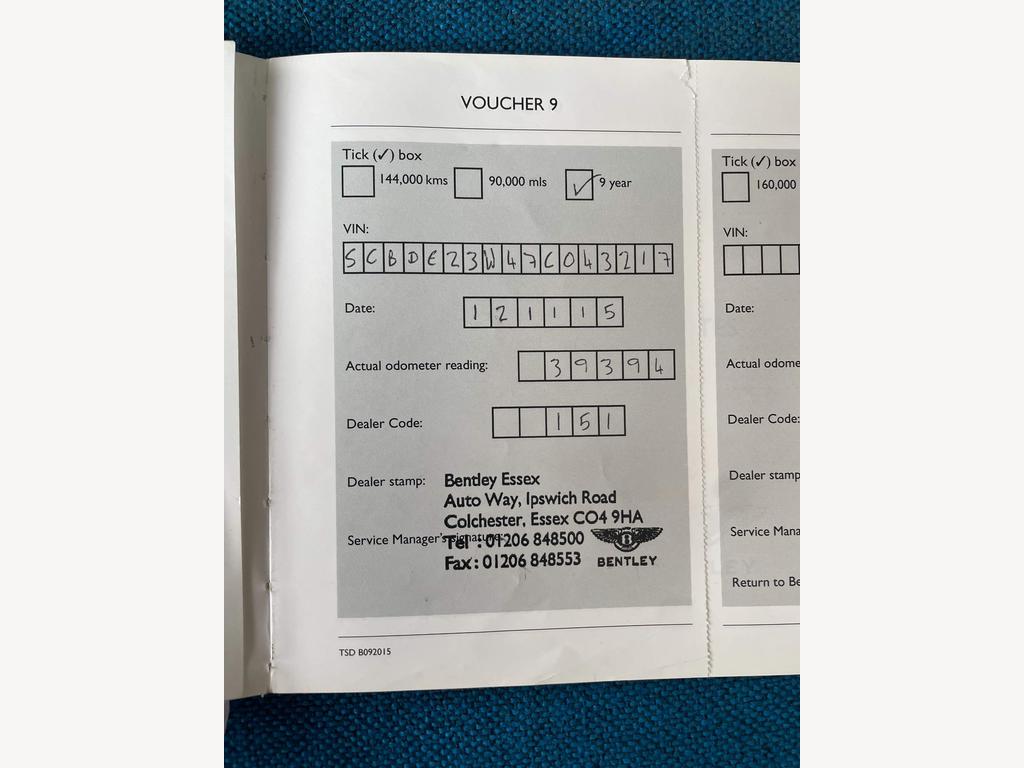 VOUCHER 9
Tick (✓) box
144,000 kms 90,000 mls ✓ 9 year
VIN:
SCBDE23W47C043217
Date: 121115
Actual odometer reading: 39394
Dealer Code: 151
Dealer stamp: Bentley Essex
Auto Way, Ipswich Road
Colchester, Essex CO4 9HA
Service Manager's signature:
Tel : 01206 848500
Fax : 01206 848553
B
BENTLEY
TSD B092015
Tick (✓) box
160,000
VIN:
Date:
Actual odome
Dealer Code:
Dealer stamp
Service Mana
Return to Be